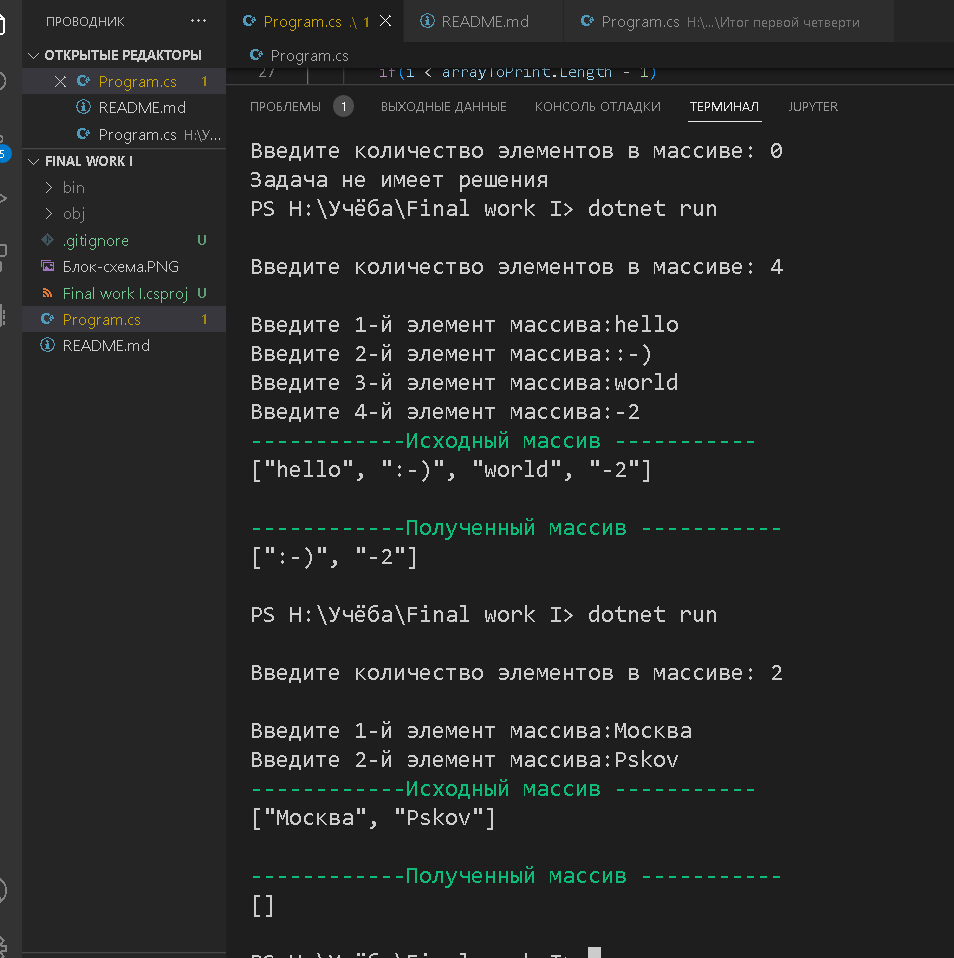 ПРОВОДНИК ...
ОТКРЫТЫЕ РЕДАКТОРЫ
Program.cs 1
README.md
Program.cs H:\У...
5
FINAL WORK I
bin
obj
.gitignore U
Блок-схема.PNG
Final work I.csproj U
Program.cs 1
README.md
Program.cs .\ 1
README.md
Program.cs H:\...\Итог первой четверти
Program.cs
27 if(i < arrayToPrint.Length - 1)
ПРОБЛЕМЫ 1 ВЫХОДНЫЕ ДАННЫЕ КОНСОЛЬ ОТЛАДКИ ТЕРМИНАЛ JUPYTER
Введите количество элементов в массиве: 0
Задача не имеет решения
PS H:\Учёба\Final work I> dotnet run
Введите количество элементов в массиве: 4
Введите 1-й элемент массива:hello
Введите 2-й элемент массива::-)
Введите 3-й элемент массива:world
Введите 4-й элемент массива:-2
------------Исходный массив -----------
["hello", ":-)", "world", "-2"]
------------Полученный массив -----------
[":-)", "-2"]
PS H:\Учёба\Final work I> dotnet run
Введите количество элементов в массиве: 2
Введите 1-й элемент массива:Москва
Введите 2-й элемент массива:Pskov
------------Исходный массив -----------
["Москва", "Pskov"]
------------Полученный массив -----------
[]
PS H:\Учёба\Final work I>